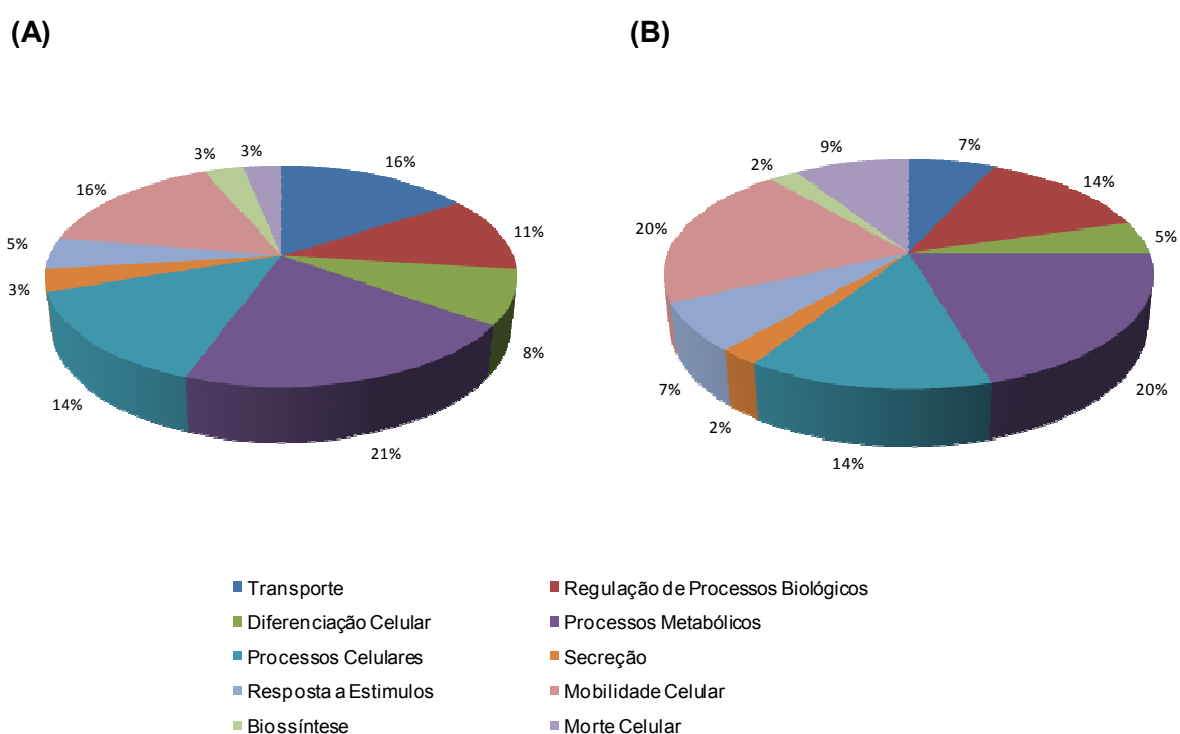 (A)
(B)
3%
3%
16%
16%
11%
5%
3%
8%
14%
21%
9%
7%
2%
14%
20%
5%
7%
20%
2%
14%
Transporte
Regulação de Processos Biológicos
Diferenciação Celular
Processos Metabólicos
Processos Celulares
Secreção
Resposta a Estimulos
Mobilidade Celular
Biossíntese
Morte Celular